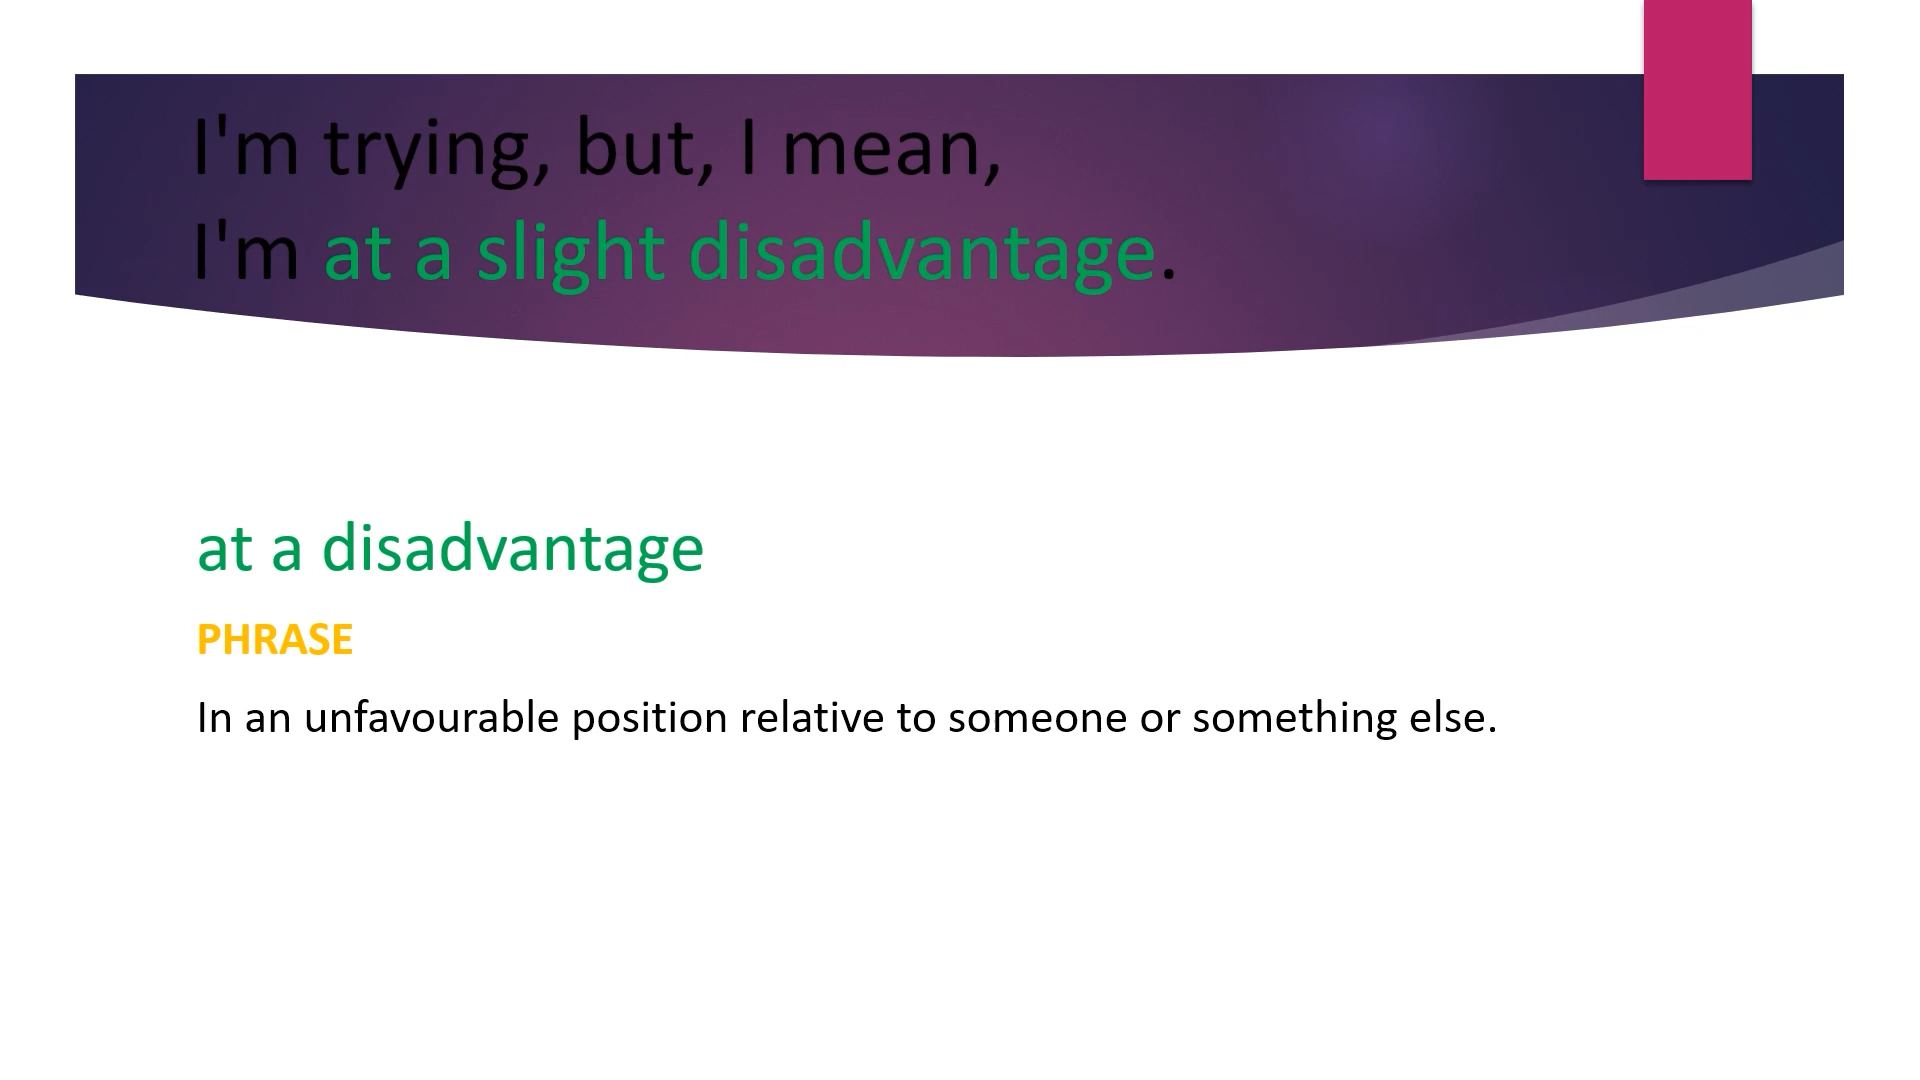 I'm trying, but, I mean,
I'm at a slight disadvantage.
at a disadvantage
PHRASE
In an unfavourable position relative to someone or something else.